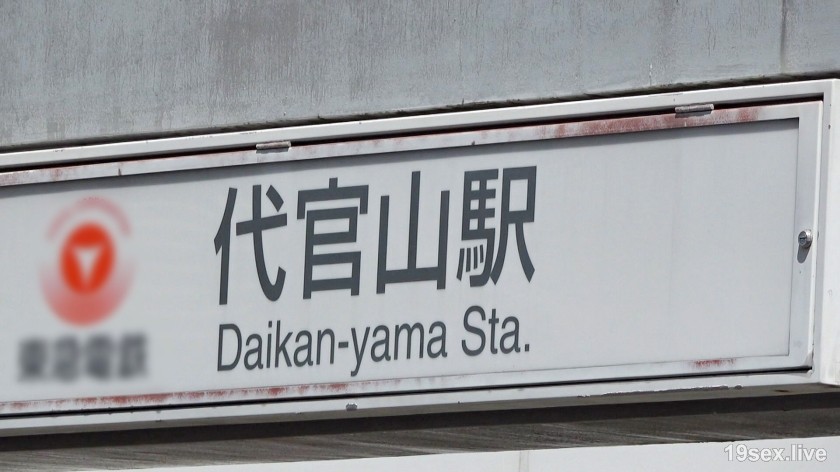 代官山駅
Daikan-yama Sta.
19sex.live